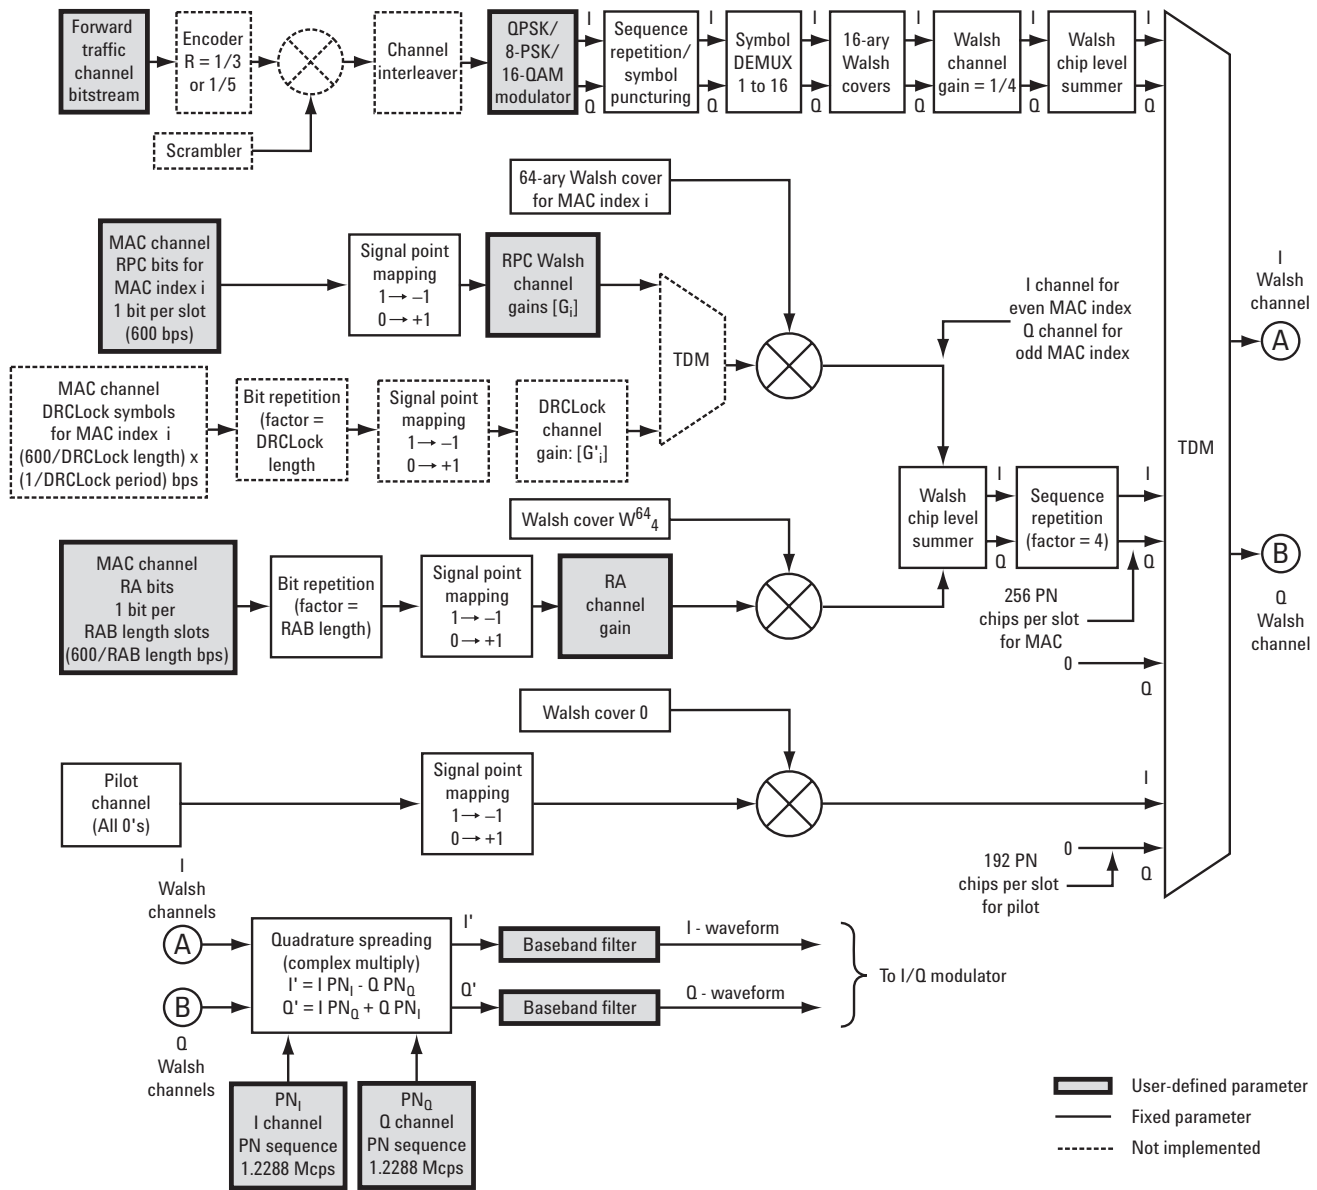 Forward
traffic
channel
bitstream
Encoder
R = 1/3
or 1/5
Channel
interleaver
QPSK/
8-PSK/
16-QAM
modulator
I
Q
Sequence
repetition/
symbol
puncturing
I
Q
Symbol
DEMUX
1 to 16
I
Q
16-ary
Walsh
covers
I
Q
Walsh
channel
gain = 1/4
I
Q
Walsh
chip level
summer
I
Q
Scrambler
64-ary Walsh cover
for MAC index i
MAC channel
RPC bits for
MAC index i
1 bit per slot
(600 bps)
Signal point
mapping
1→ –1
0→ +1
RPC Walsh
channel
gains [Gi]
TDM
I channel for
even MAC index
Q channel for
odd MAC index
I
Walsh
channel
A
MAC channel
DRCLock symbols
for MAC index i
(600/DRCLock length) x
(1/DRCLock period) bps
Bit repetition
(factor =
DRCLock
length
Signal point
mapping
1→ –1
0→ +1
DRCLock
channel
gain: [G'i]
TDM
Walsh cover W^64_4
Walsh
chip level
summer
I
Q
Sequence
repetition
(factor = 4)
I
Q
B
Q
Walsh
channel
MAC channel
RA bits
1 bit per
RAB length slots
(600/RAB length bps)
Bit repetition
(factor =
RAB length)
Signal point
mapping
1→ –1
0→ +1
RA
channel
gain
256 PN
chips per slot
for MAC
0
Q
Walsh cover 0
Pilot
channel
(All 0's)
Signal point
mapping
1→ –1
0→ +1
I
0
Q
192 PN
chips per slot
for pilot
I
Walsh
channels
A
B
Q
Walsh
channels
Quadrature spreading
(complex multiply)
I' = I PNI - Q PNQ
Q' = I PNQ + Q PNI
I'
Q'
Baseband filter
I - waveform
Baseband filter
Q - waveform
To I/Q modulator
PNI
I channel
PN sequence
1.2288 Mcps
PNQ
Q channel
PN sequence
1.2288 Mcps
User-defined parameter
Fixed parameter
Not implemented